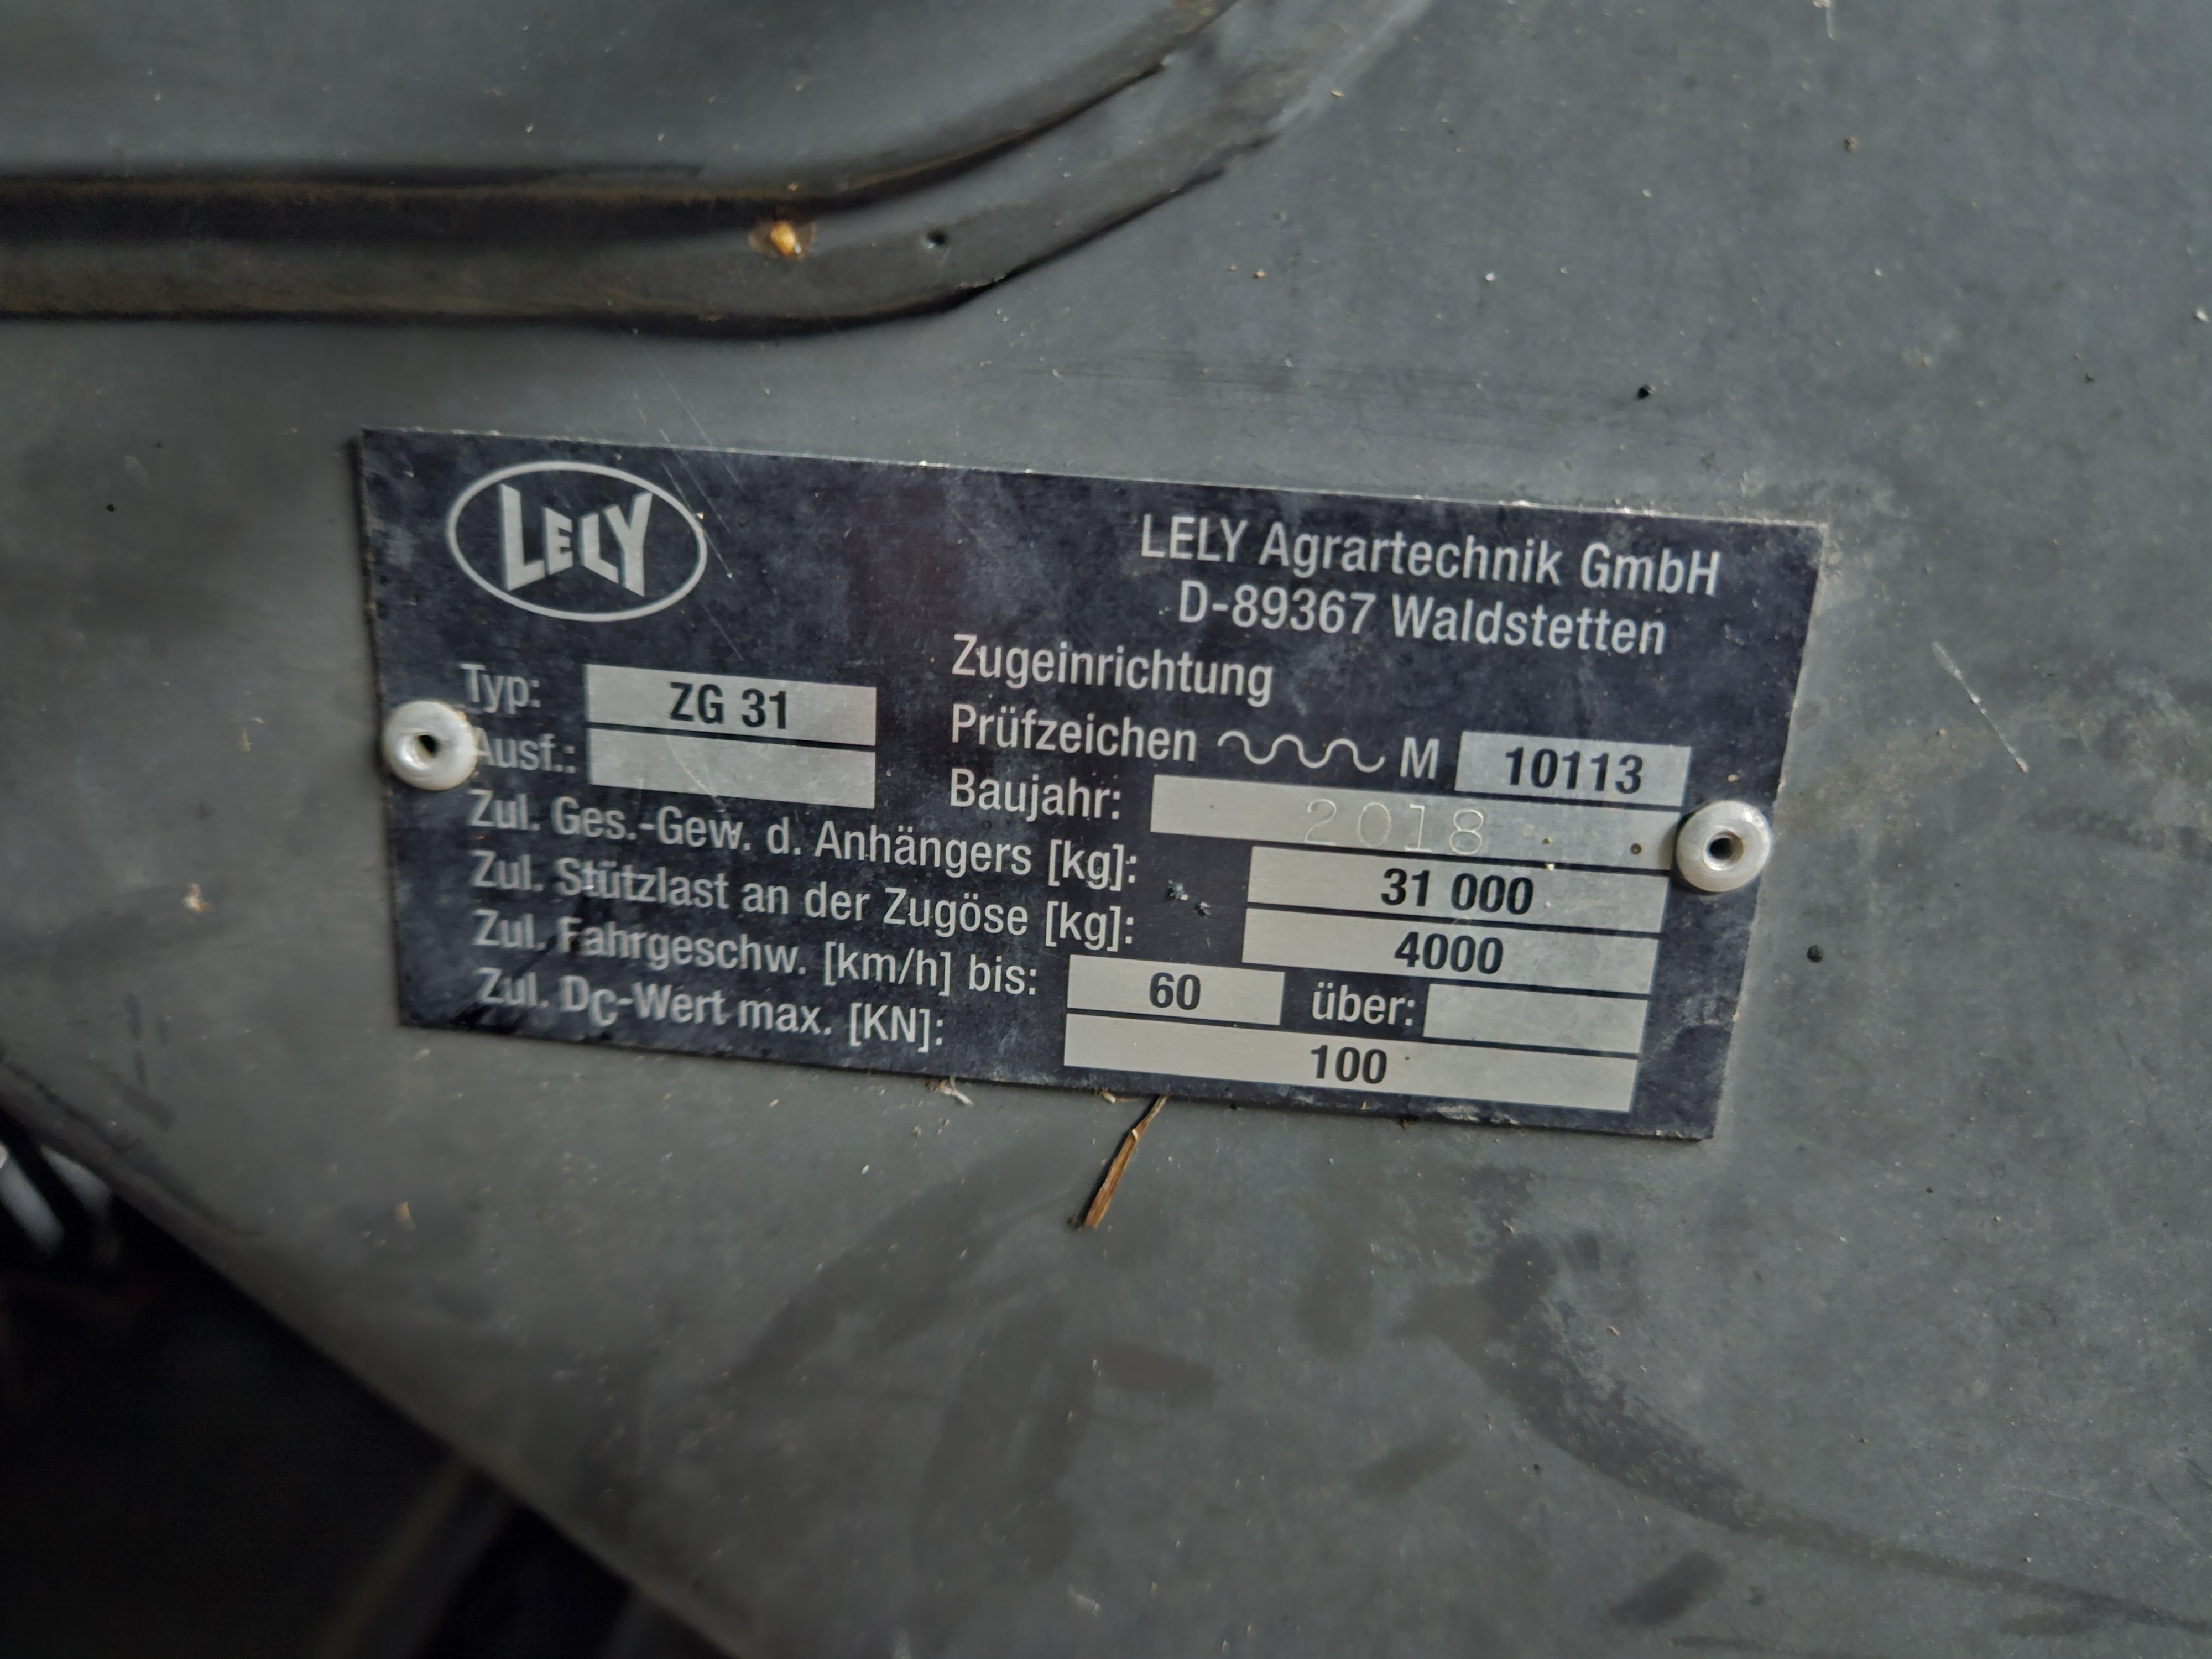 LELY
LELY Agrartechnik GmbH
D-89367 Waldstetten
Zugeinrichtung
Typ: ZG 31
Prüfzeichen M 10113
Ausf.:
Baujahr: 2018
Zul. Ges.-Gew. d. Anhängers [kg]: 31 000
Zul. Stützlast an der Zugöse [kg]: 4000
Zul. Fahrgeschw. [km/h] bis: 60 über:
Zul. DC-Wert max. [KN]: 100